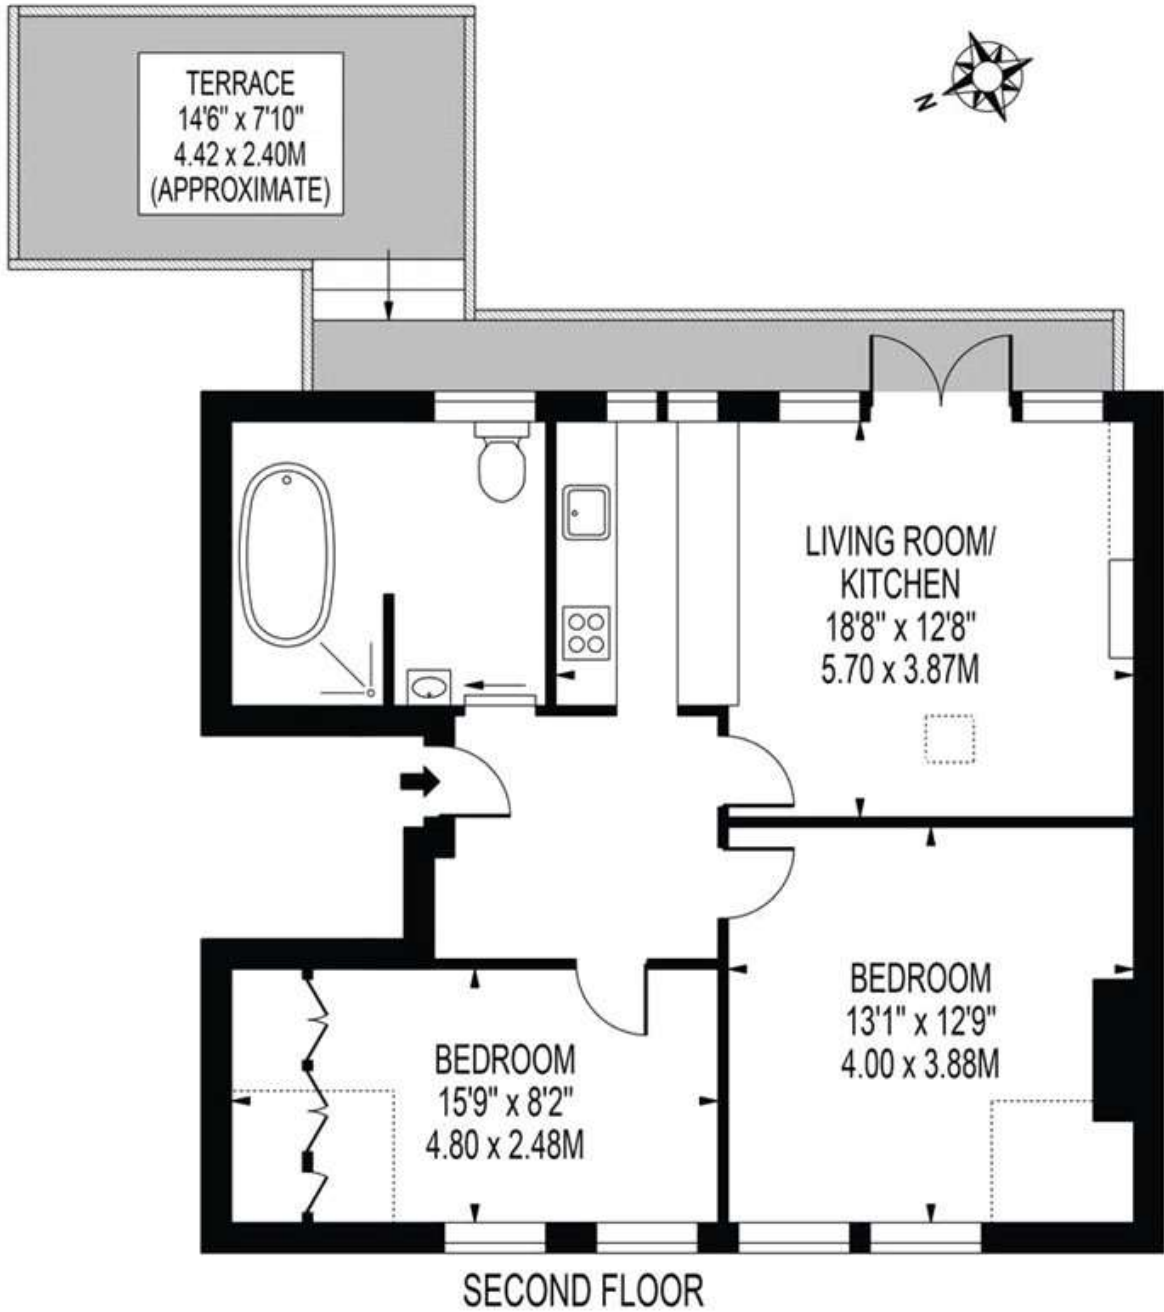 TERRACE
14'6" x 7'10"
4.42 x 2.40M
(APPROXIMATE)
N
LIVING ROOM/
KITCHEN
18'8" x 12'8"
5.70 x 3.87M
BEDROOM
13'1" x 12'9"
4.00 x 3.88M
BEDROOM
15'9" x 8'2"
4.80 x 2.48M
SECOND FLOOR